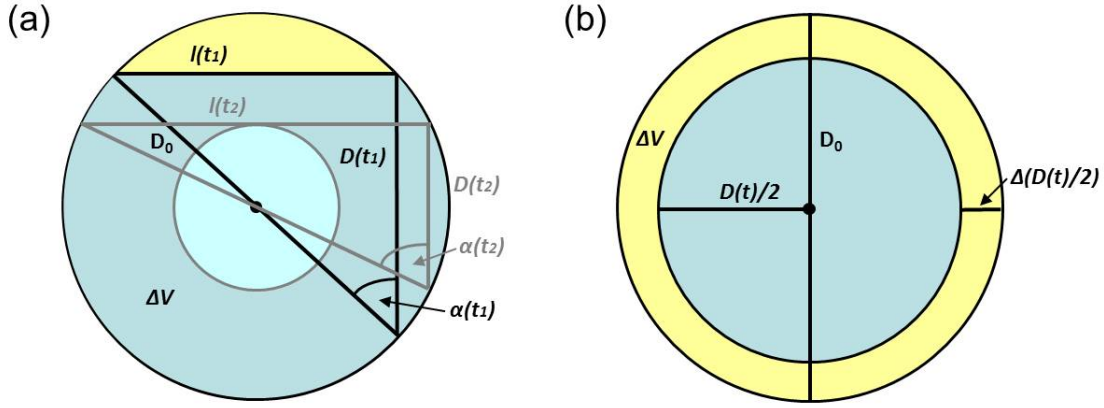 (a)
l(t₁)
l(t₂)
D₀
D(t₁)
D(t₂)
α(t₂)
ΔV
α(t₁)
(b)
ΔV
D₀
Δ(D(t)/2)
D(t)/2